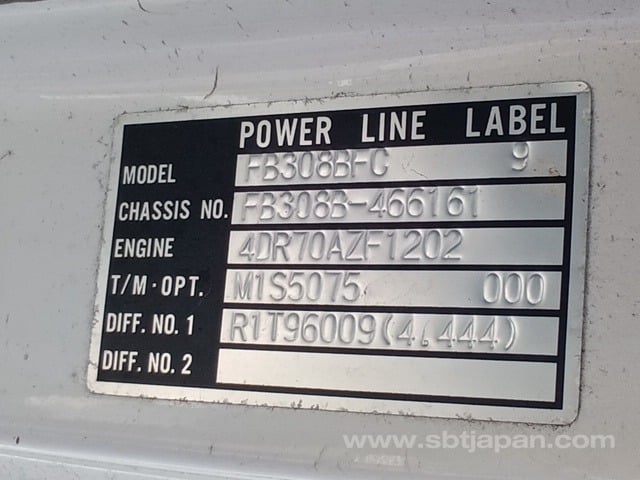 POWER LINE LABEL
MODEL FB308BFC 9
CHASSIS NO. FB308B-466161
ENGINE 4DR70AZF1202
T/M·OPT. M1S5075 000
DIFF. NO. 1 R1T96009(4.444)
DIFF. NO. 2
www.sbtjapan.com